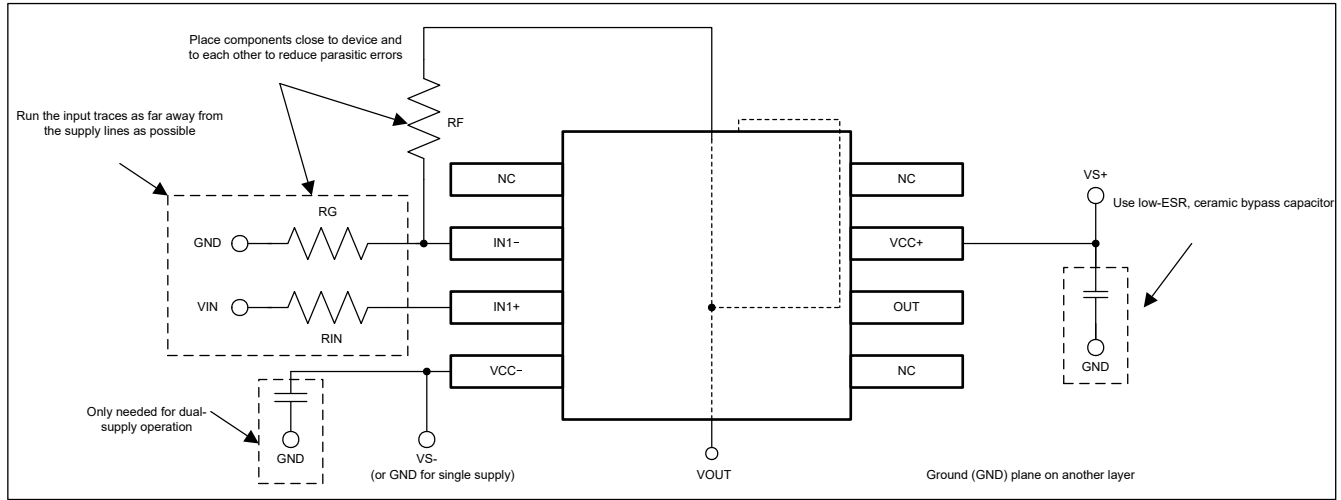 Place components close to device and
to each other to reduce parasitic errors
Run the input traces as far away from
the supply lines as possible
RF
NC
NC
VS+
Use low-ESR, ceramic bypass capacitor
RG
GND
IN1−
VCC+
VIN
IN1+
OUT
RIN
VCC−
NC
GND
Only needed for dual-
supply operation
GND
VS-
(or GND for single supply)
VOUT
Ground (GND) plane on another layer